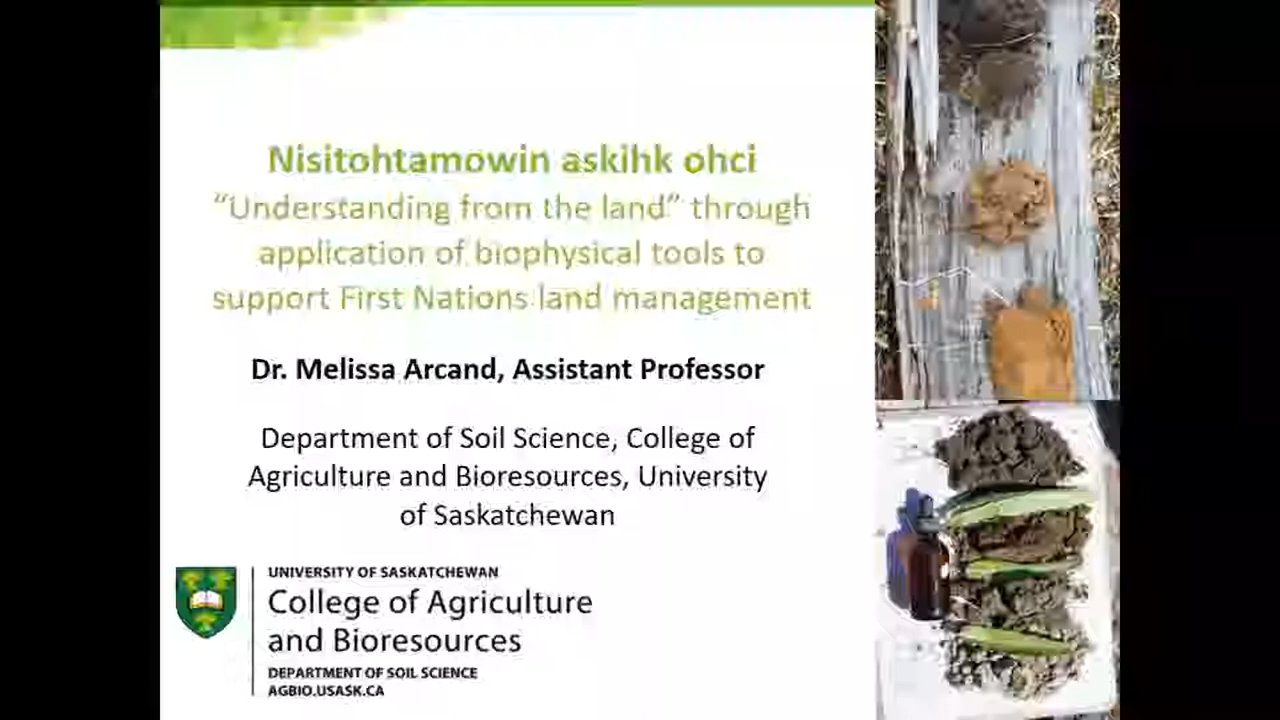 Nisitohtamowin askihk ohci
“Understanding from the land” through
application of biophysical tools to
support First Nations land management
Dr. Melissa Arcand, Assistant Professor
Department of Soil Science, College of
Agriculture and Bioresources, University
of Saskatchewan
UNIVERSITY OF SASKATCHEWAN
College of Agriculture
and Bioresources
DEPARTMENT OF SOIL SCIENCE
AGBIO.USASK.CA